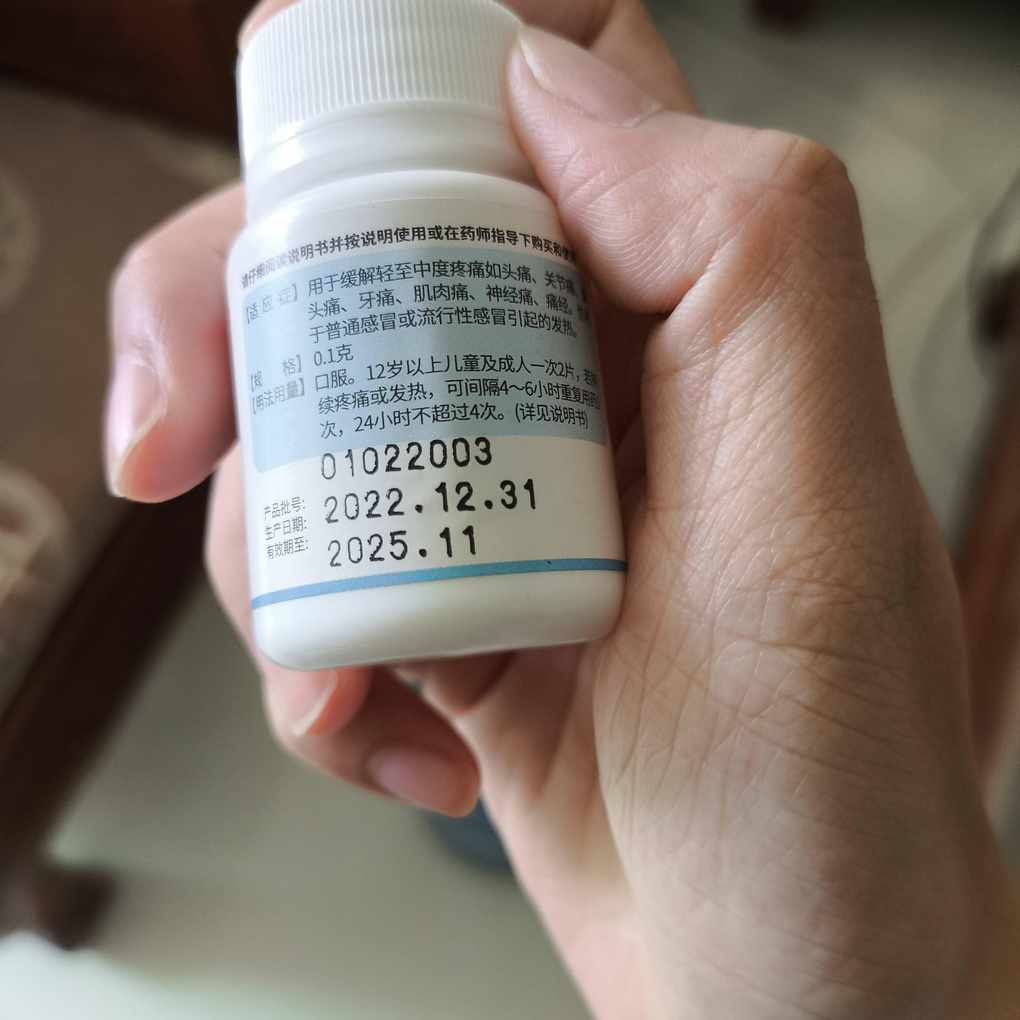 请仔细阅读说明书并按说明使用或在药师指导下购买和使
【适 应 症】 用于缓解轻至中度疼痛如头痛、关节痛、
头痛、牙痛、肌肉痛、神经痛、痛经。
于普通感冒或流行性感冒引起的发热。
【规 格】 0.1克
【用法用量】 口服。12岁以上儿童及成人一次2片,若
续疼痛或发热,可间隔4~6小时重复用药
次,24小时不超过4次。(详见说明书)
产品批号: 01022003
生产日期: 2022.12.31
有效期至: 2025.11